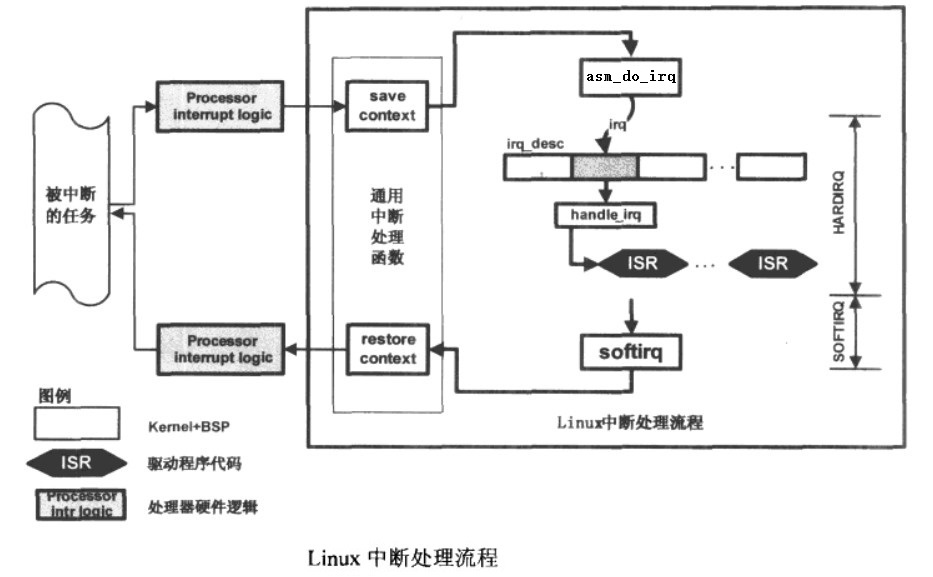 asm_do_irq
Processor
interrupt logic
save
context
irq
irq_desc
被中断
的任务
通用
中断
处理
函数
handle_irq
HARDIRQ
ISR
ISR
Processor
interrupt logic
restore
context
softirq
SOFTIRQ
图例
Kernel+BSP
Linux中断处理流程
ISR
驱动程序代码
Processor
intr logic
处理器硬件逻辑
Linux 中断处理流程